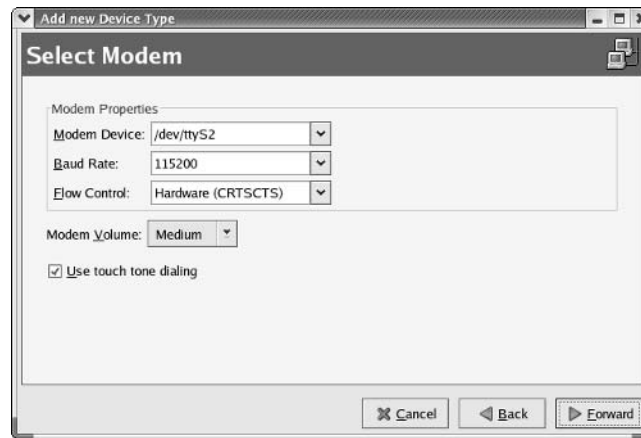 Add new Device Type
Select Modem
Modem Properties
Modem Device: /dev/ttyS2
Baud Rate: 115200
Flow Control: Hardware (CRTSCTS)
Modem Volume: Medium
Use touch tone dialing
Cancel Back Forward